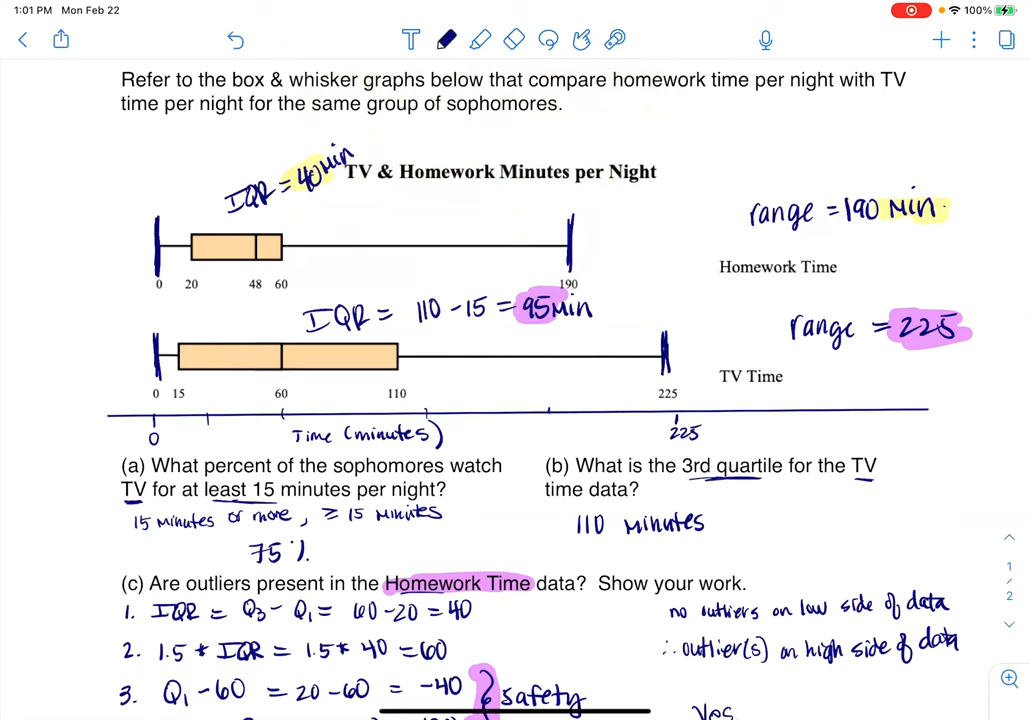 1:01 PM Mon Feb 22
100%
Refer to the box & whisker graphs below that compare homework time per night with TV
time per night for the same group of sophomores.
IQR = 40 min
TV & Homework Minutes per Night
range = 190 min.
0 20 48 60 190
Homework Time
IQR = 110 - 15 = 95 min
range = 225
TV Time
0 15 60 110 225
0 Time (minutes) 225
(a) What percent of the sophomores watch
TV for at least 15 minutes per night?
15 minutes or more, ≥ 15 minutes
75 %
(b) What is the 3rd quartile for the TV
time data?
110 minutes
(c) Are outliers present in the Homework Time data? Show your work.
1. IQR = Q3 - Q1 = 60 - 20 = 40
no outliers on low side of data
2. 1.5 * IQR = 1.5 * 40 = 60
∴ outlier(s) on high side of data
3. Q1 - 60 = 20 - 60 = -40
safety
Yes
1
2